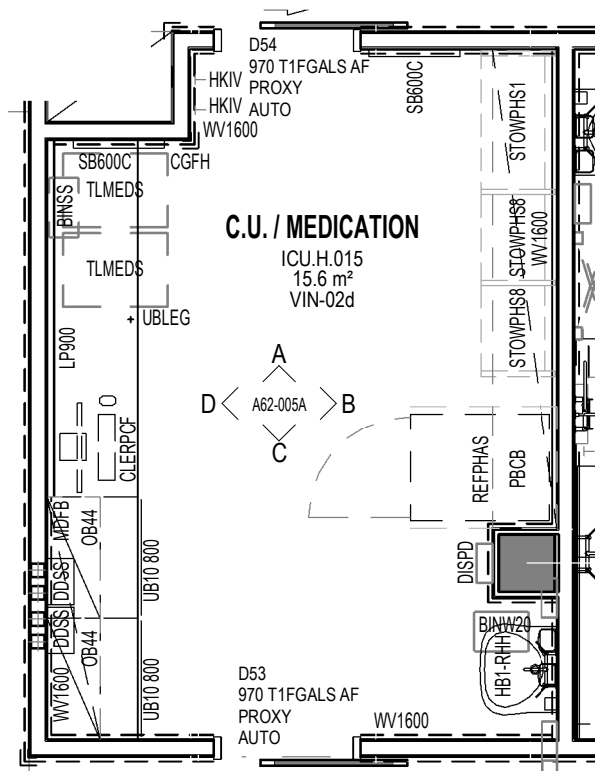 D54
970 T1FGALS AF
PROXY
AUTO
HKIV
HKIV
WV1600
SB600C
CGFH
SB600C
STOWPHS1
BINSS
TLMEDS
TLMEDS
C.U. / MEDICATION
ICU.H.015
15.6 m²
VIN-02d
STOWPHS8
WV1600
STOWPHS8
UBLEG
LP900
A
D
A62-005A
B
C
CLERPCF
REFPHAS
PBCB
MDFB
OB44
UB10 800
DDSS
DDSS
OB44
UB10 800
WV1600
DISPD
BINW20
HB1-RHH
D53
970 T1FGALS AF
PROXY
AUTO
WV1600